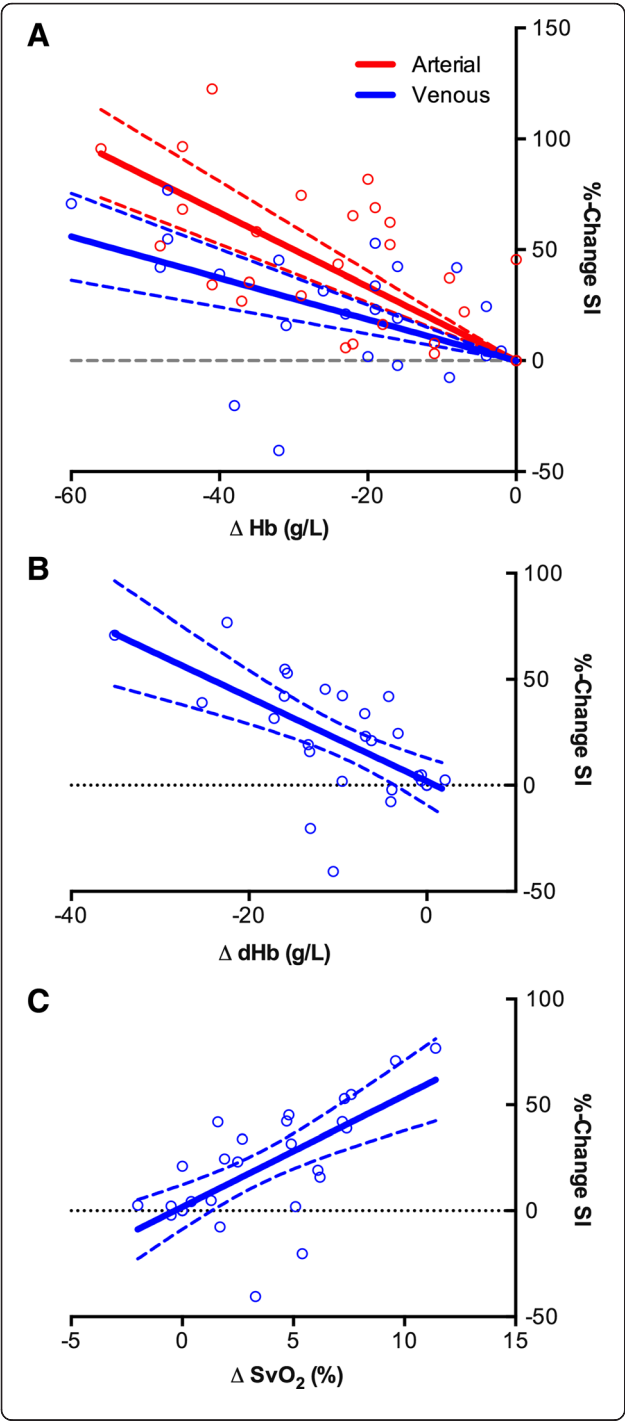 A
150
Arterial
Venous
100
%-Change SI
50
0
-50
-60 -40 -20 0
Δ Hb (g/L)
B
100
50
%-Change SI
0
-50
-40 -20 0
Δ dHb (g/L)
C
100
50
%-Change SI
0
-50
-5 0 5 10 15
Δ SvO₂ (%)